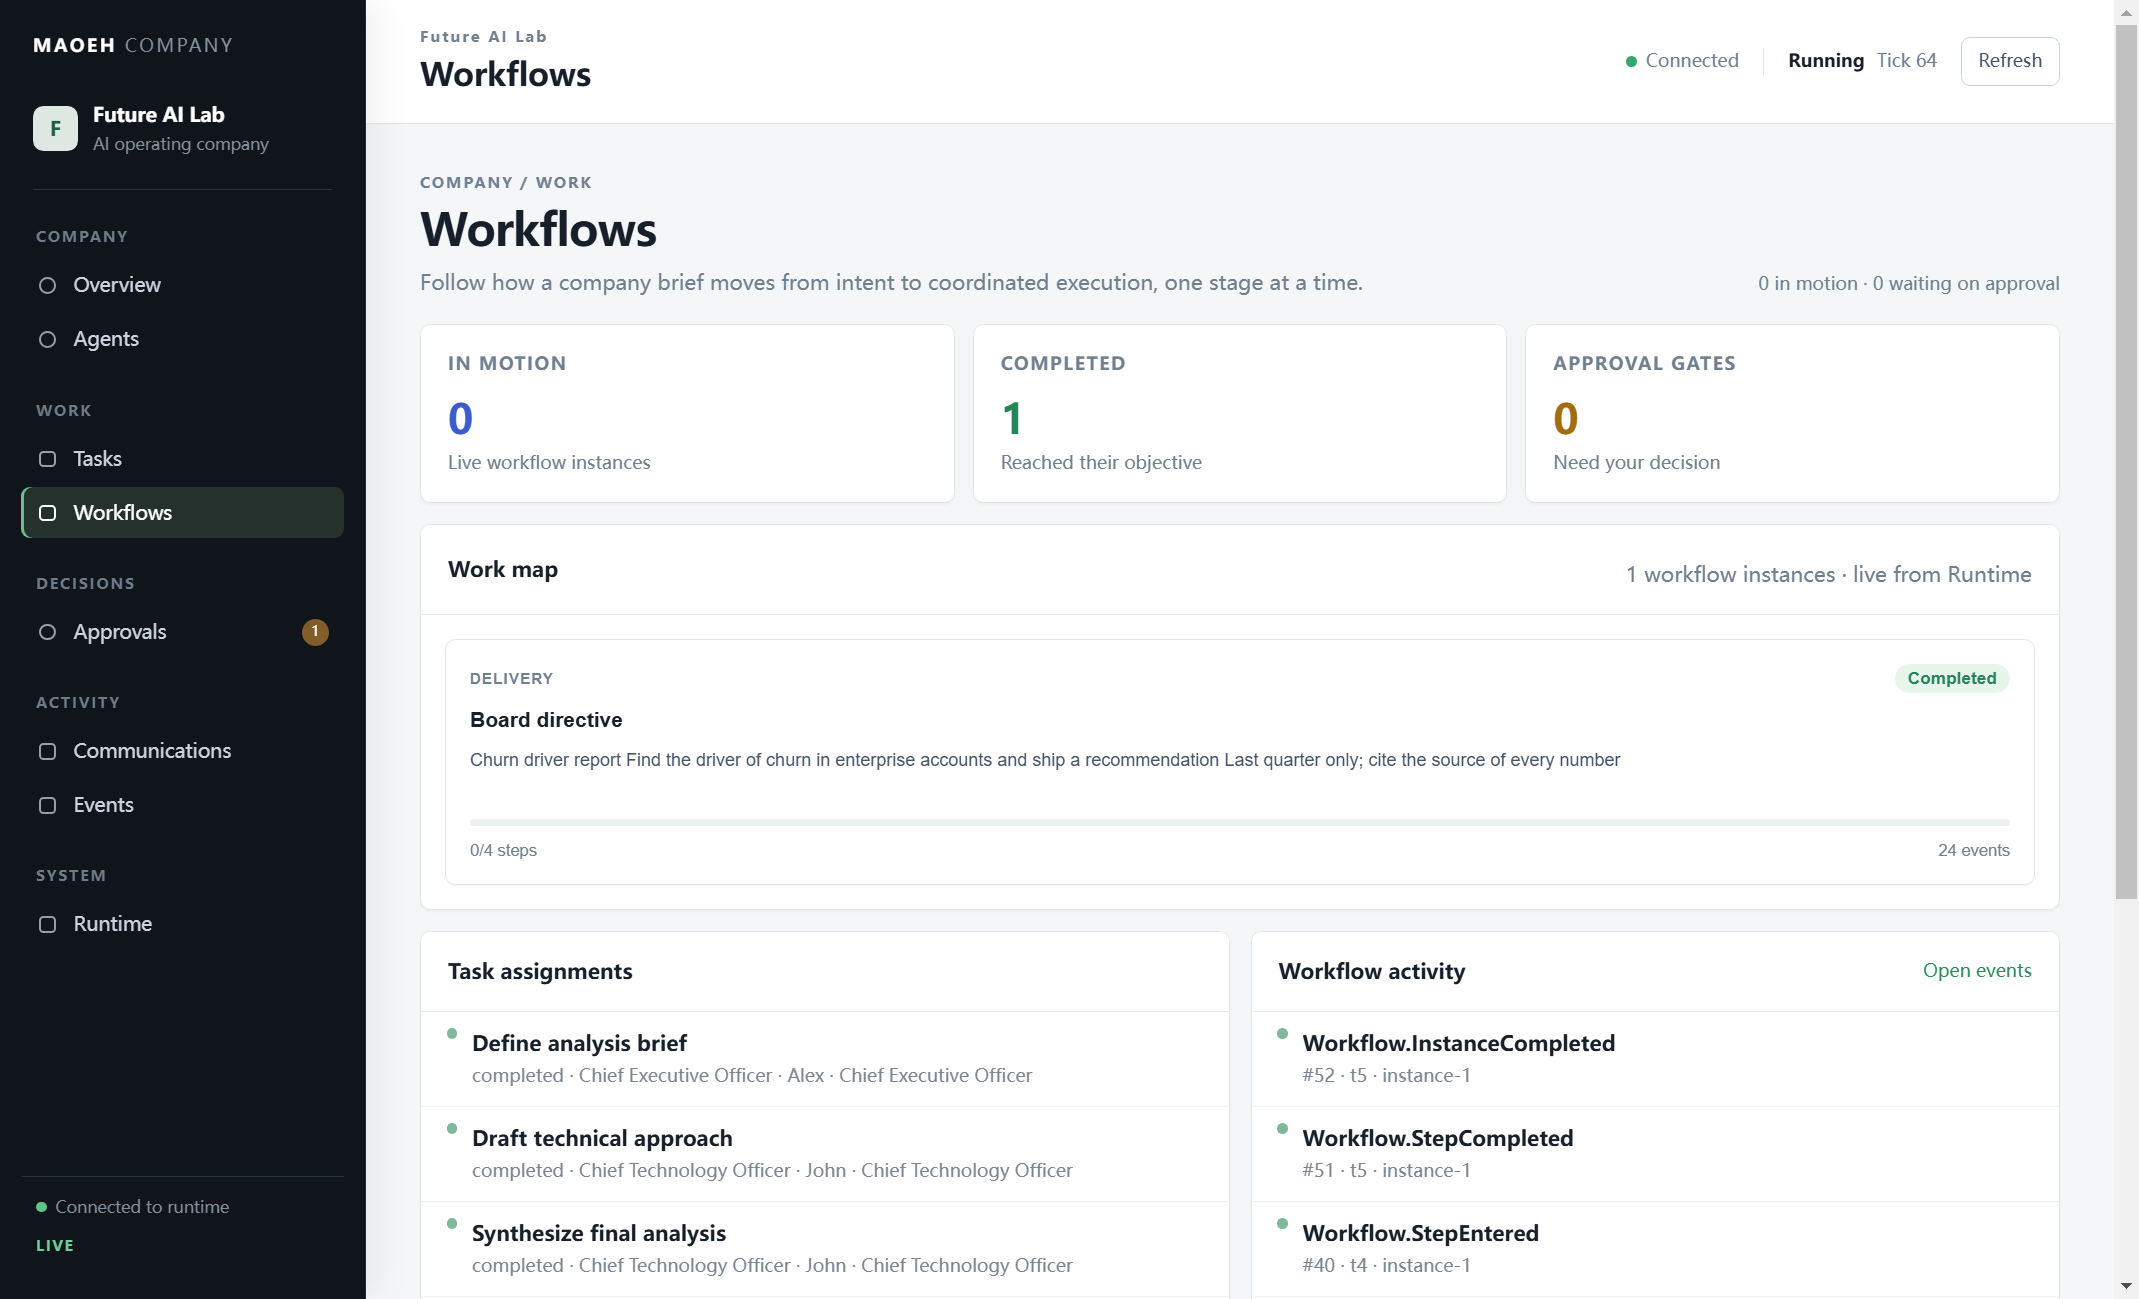 MAOEH COMPANY
F
Future AI Lab
AI operating company
COMPANY
Overview
Agents
WORK
Tasks
Workflows
DECISIONS
Approvals
1
ACTIVITY
Communications
Events
SYSTEM
Runtime
Connected to runtime
LIVE
Future AI Lab
Workflows
Connected
Running Tick 64
Refresh
COMPANY / WORK
Workflows
Follow how a company brief moves from intent to coordinated execution, one stage at a time.
0 in motion · 0 waiting on approval
IN MOTION
0
Live workflow instances
COMPLETED
1
Reached their objective
APPROVAL GATES
0
Need your decision
Work map
1 workflow instances · live from Runtime
DELIVERY
Completed
Board directive
Churn driver report Find the driver of churn in enterprise accounts and ship a recommendation Last quarter only; cite the source of every number
0/4 steps
24 events
Task assignments
Define analysis brief
completed · Chief Executive Officer · Alex · Chief Executive Officer
Draft technical approach
completed · Chief Technology Officer · John · Chief Technology Officer
Synthesize final analysis
completed · Chief Technology Officer · John · Chief Technology Officer
Workflow activity
Open events
Workflow.InstanceCompleted
#52 · t5 · instance-1
Workflow.StepCompleted
#51 · t5 · instance-1
Workflow.StepEntered
#40 · t4 · instance-1